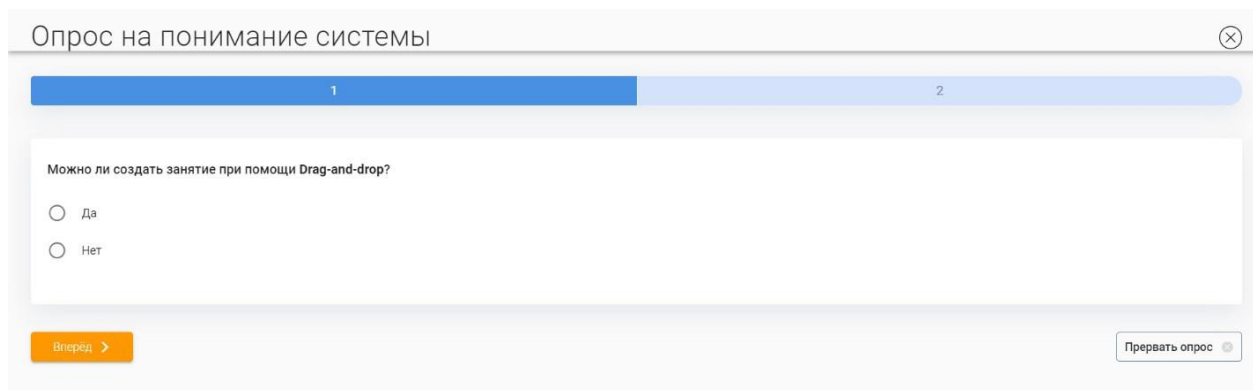 Опрос на понимание системы
1 2
Можно ли создать занятие при помощи Drag-and-drop?
Да
Нет
Вперёд
Прервать опрос